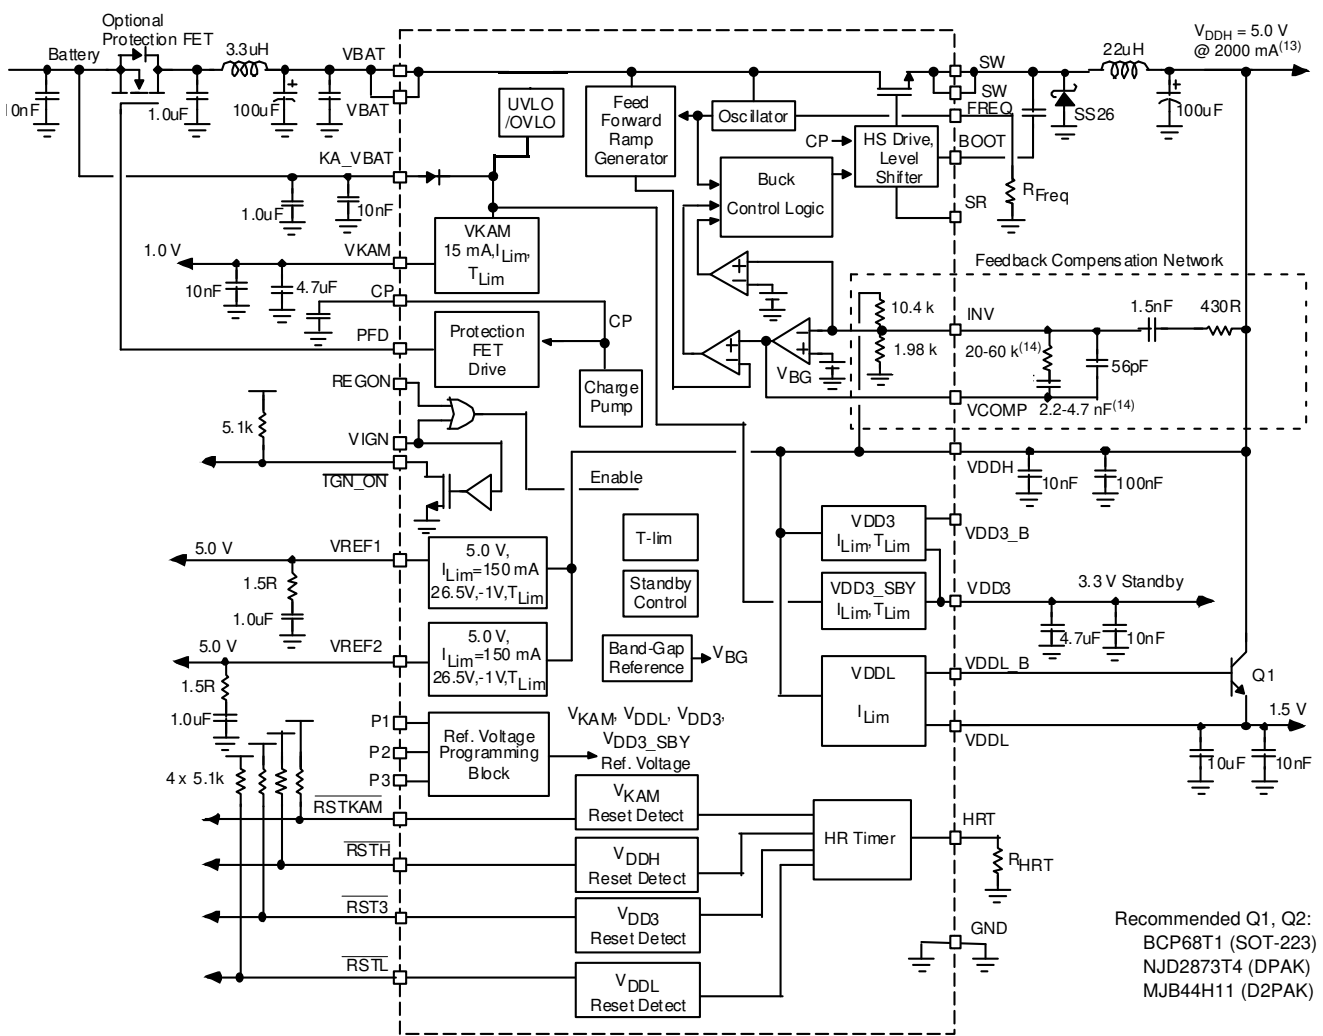 Optional
Protection FET
Battery
3.3uH
VBAT
10nF
1.0uF
100uF
VBAT
KA_VBAT
1.0uF
10nF
1.0 V
VKAM
10nF
4.7uF
CP
PFD
REGON
5.1k
VIGN
IGN_ON
5.0 V
VREF1
1.5R
1.0uF
5.0 V
VREF2
1.5R
1.0uF
P1
P2
P3
4 x 5.1k
RSTKAM
RSTH
RST3
RSTL
UVLO
/OVLO
Feed
Forward
Ramp
Generator
Oscillator
CP
HS Drive,
Level
Shifter
Buck
Control Logic
VKAM
15 mA,ILim,
TLim
Protection
FET
Drive
CP
Charge
Pump
VBG
10.4 k
1.98 k
Enable
5.0 V,
ILim=150 mA
26.5V,-1V,TLim
5.0 V,
ILim=150 mA
26.5V,-1V,TLim
T-lim
Standby
Control
Band-Gap
Reference
VBG
VDD3
ILim,TLim
VDD3_SBY
ILim,TLim
VDDL
ILim
Ref. Voltage
Programming
Block
VKAM, VDDL, VDD3,
VDD3_SBY
Ref. Voltage
VKAM
Reset Detect
VDDH
Reset Detect
VDD3
Reset Detect
VDDL
Reset Detect
HR Timer
SW
SW
FREQ
BOOT
SR
22uH
VDDH = 5.0 V
@ 2000 mA(13)
SS26
100uF
RFreq
Feedback Compensation Network
INV
1.5nF
430R
20-60 k(14)
56pF
VCOMP
2.2-4.7 nF(14)
VDDH
10nF
100nF
VDD3_B
VDD3
3.3 V Standby
4.7uF
10nF
VDDL_B
Q1
VDDL
1.5 V
10uF
10nF
HRT
RHRT
GND
Recommended Q1, Q2:
BCP68T1 (SOT-223)
NJD2873T4 (DPAK)
MJB44H11 (D2PAK)